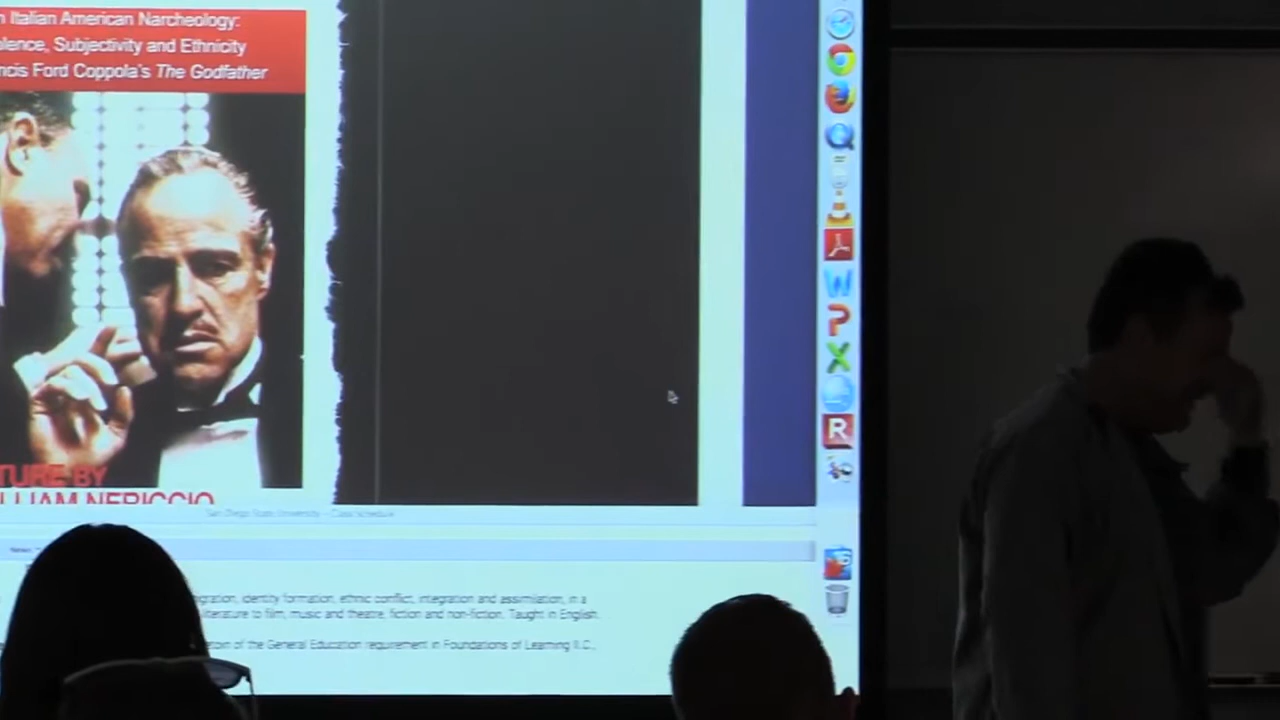 n Italian American Narcheology:
olence, Subjectivity and Ethnicity
ncis Ford Coppola's The Godfather
TURE BY
LLIAM NERICCIO
San Diego State University - Class Schedule
News
gration, identity formation, ethnic conflict, integration and assimilation, in a
literature to film, music and theatre, fiction and non-fiction. Taught in English.
of the General Education requirement in Foundations of Learning II.C.,
W
P
X
R